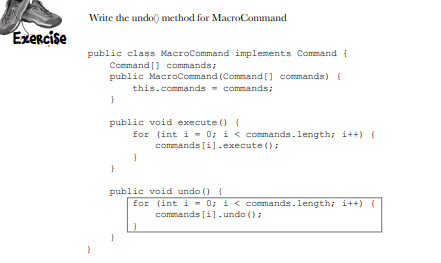 Exercise
Write the undo() method for MacroCommand
public class MacroCommand implements Command {
Command[] commands;
public MacroCommand(Command[] commands) {
this.commands = commands;
}
public void execute() {
for (int i = 0; i < commands.length; i++) {
commands[i].execute();
}
}
public void undo() {
for (int i = 0; i < commands.length; i++) {
commands[i].undo();
}
}
}